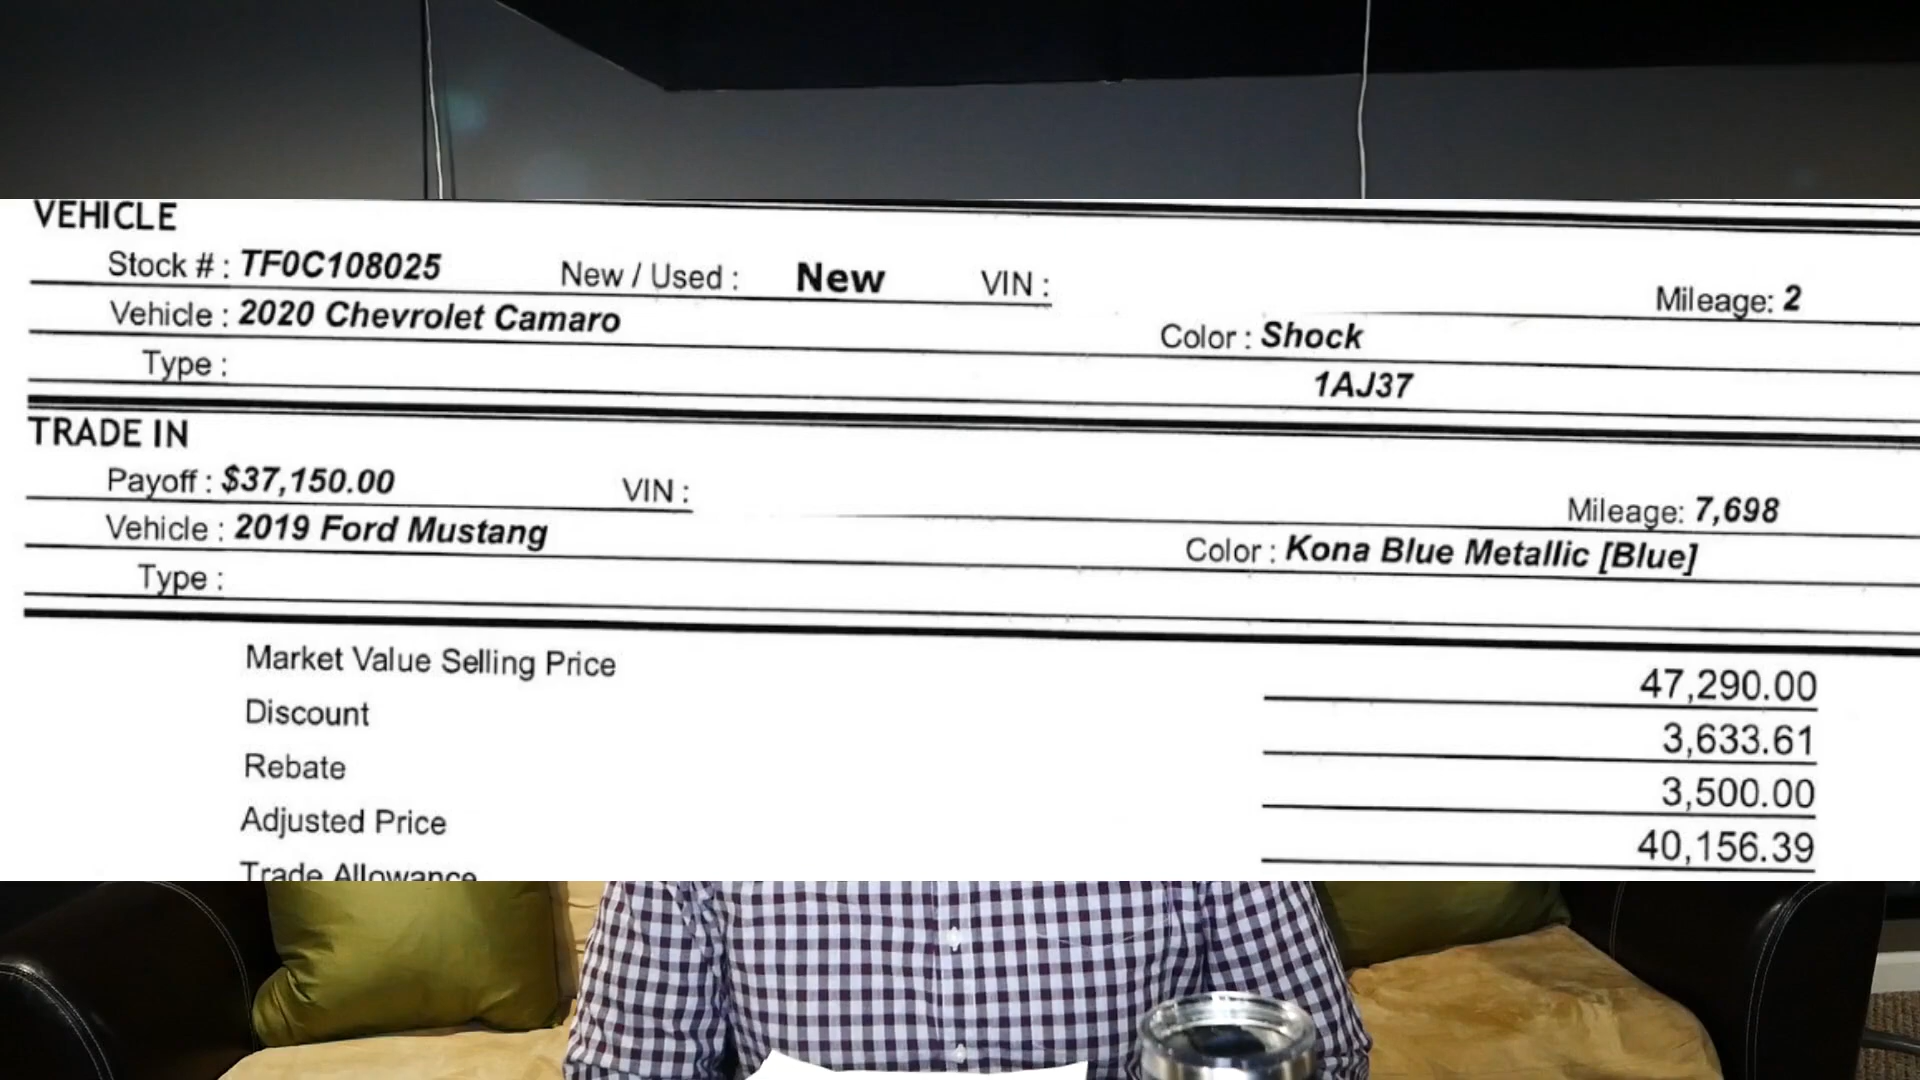 VEHICLE
Stock # : TF0C108025 New / Used : New VIN : Mileage: 2
Vehicle : 2020 Chevrolet Camaro Color : Shock
Type : 1AJ37
TRADE IN
Payoff : $37,150.00 VIN : Mileage: 7,698
Vehicle : 2019 Ford Mustang Color : Kona Blue Metallic [Blue]
Type :
Market Value Selling Price 47,290.00
Discount 3,633.61
Rebate 3,500.00
Adjusted Price 40,156.39
Trade Allowance